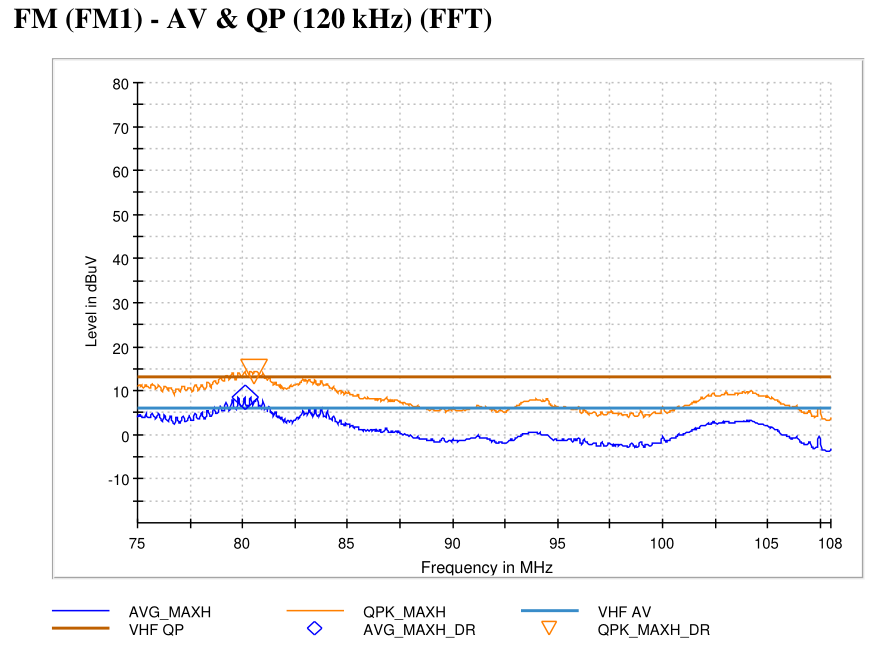 FM (FM1) - AV & QP (120 kHz) (FFT)
80
70
60
50
40
30
20
10
0
-10
Level in dBuV
75 80 85 90 95 100 105 108
Frequency in MHz
AVG_MAXH QPK_MAXH VHF AV
VHF QP AVG_MAXH_DR QPK_MAXH_DR